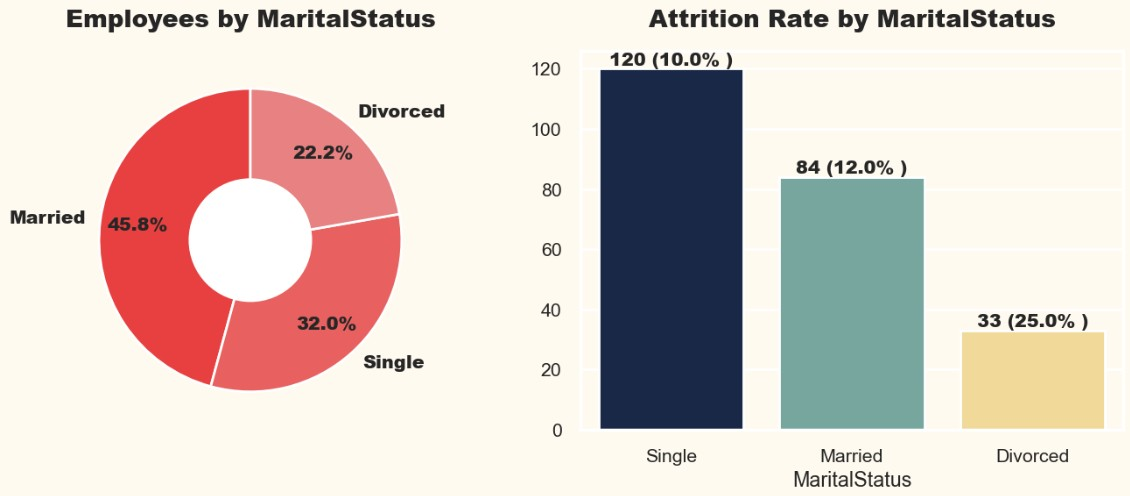 Employees by MaritalStatus
Divorced
22.2%
Married
45.8%
32.0%
Single
Attrition Rate by MaritalStatus
120 (10.0% )
84 (12.0% )
33 (25.0% )
120
100
80
60
40
20
0
Single
Married
Divorced
MaritalStatus